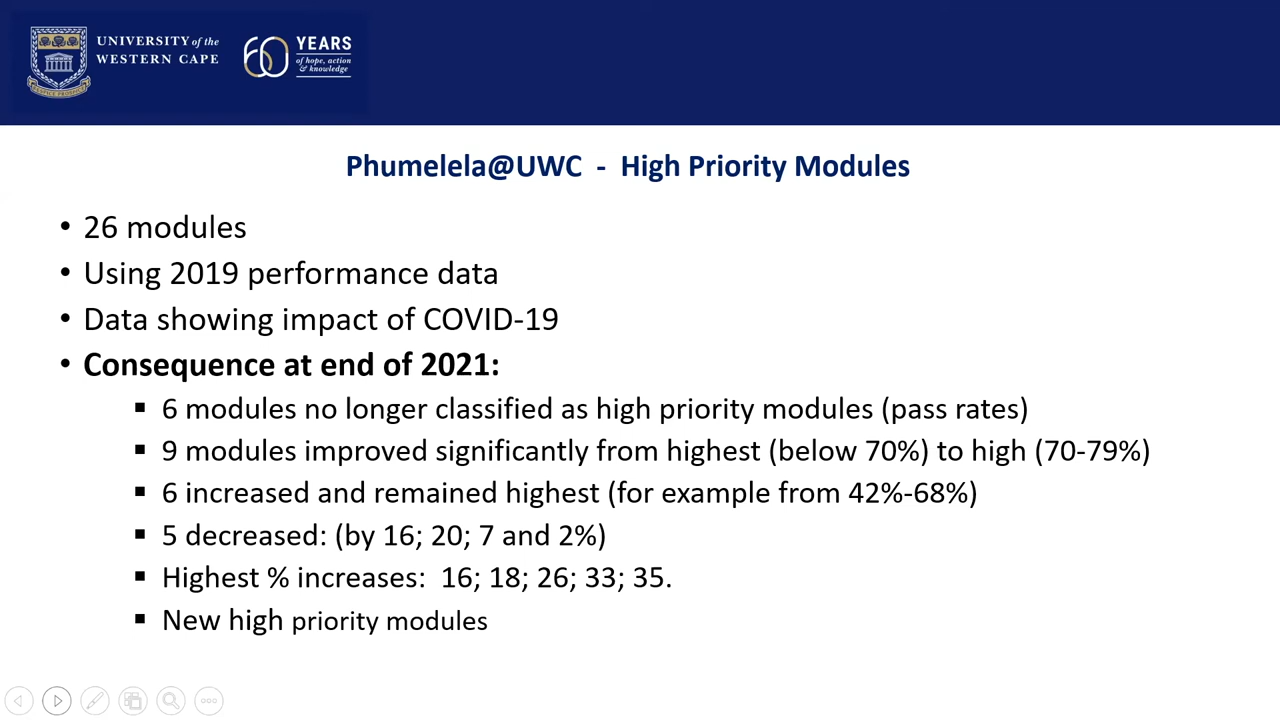 UNIVERSITY of the
WESTERN CAPE
60 YEARS
of hope, action
& knowledge
Phumelela@UWC - High Priority Modules
• 26 modules
• Using 2019 performance data
• Data showing impact of COVID-19
• Consequence at end of 2021:
▪ 6 modules no longer classified as high priority modules (pass rates)
▪ 9 modules improved significantly from highest (below 70%) to high (70-79%)
▪ 6 increased and remained highest (for example from 42%-68%)
▪ 5 decreased: (by 16; 20; 7 and 2%)
▪ Highest % increases: 16; 18; 26; 33; 35.
▪ New high priority modules